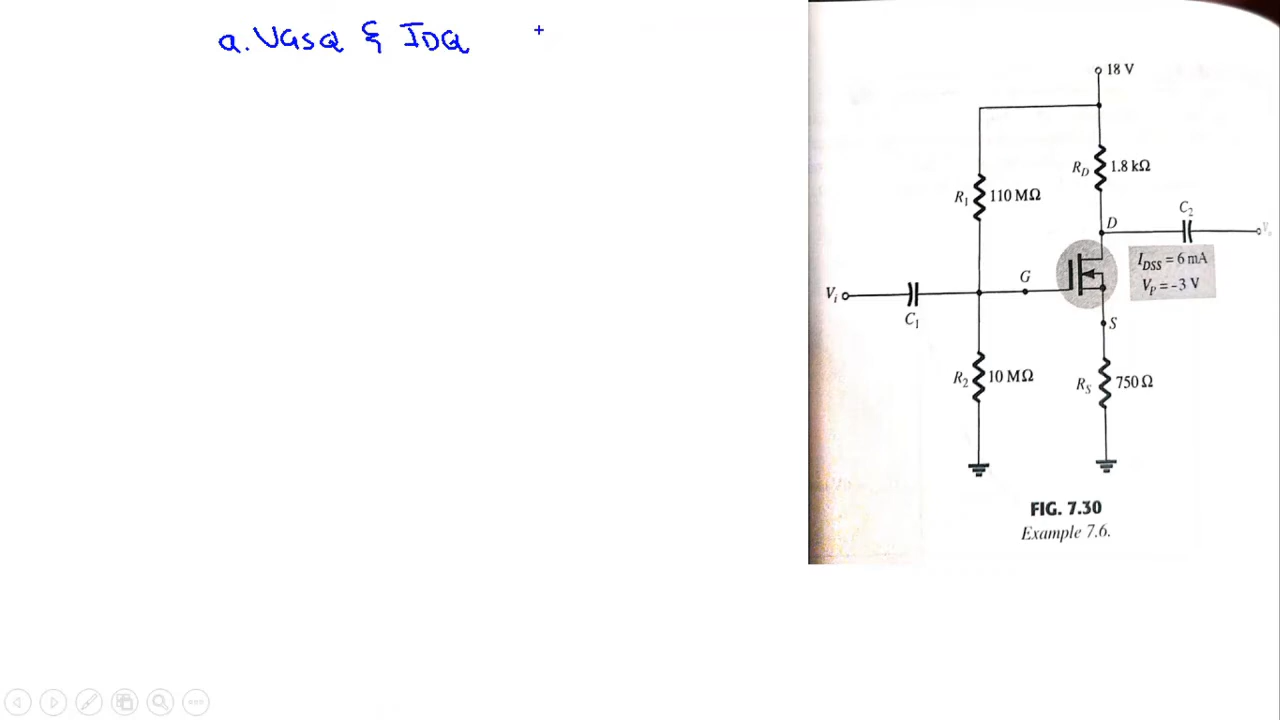 a. VGSQ & IDQ
18 V
RD 1.8 kΩ
R1 110 MΩ
D
C2
Vo
IDSS = 6 mA
VP = -3 V
G
Vi
C1
S
R2 10 MΩ
RS 750 Ω
FIG. 7.30
Example 7.6.